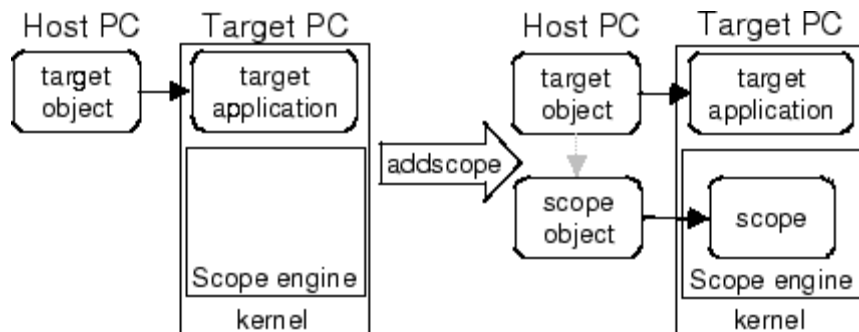 Host PC
Target PC
target
object
target
application
Scope engine
kernel
addscope
Host PC
Target PC
target
object
target
application
scope
object
scope
Scope engine
kernel